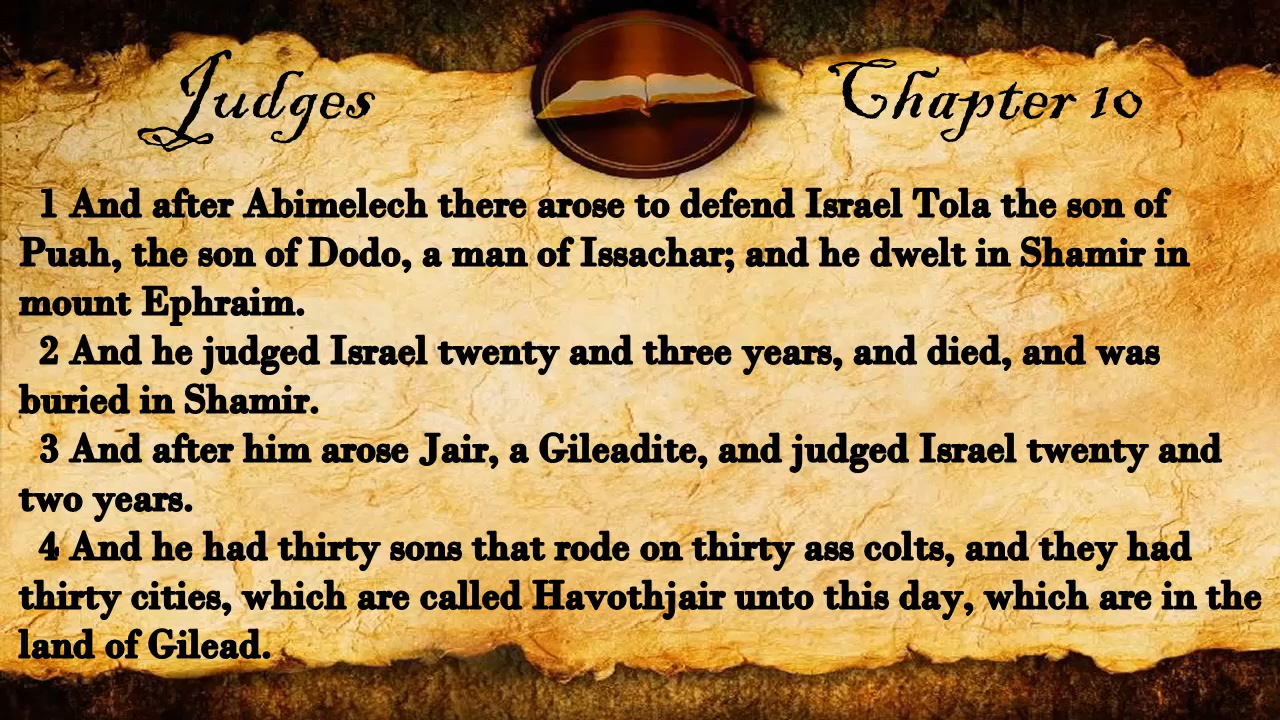 Judges Chapter 10
1 And after Abimelech there arose to defend Israel Tola the son of
Puah, the son of Dodo, a man of Issachar; and he dwelt in Shamir in
mount Ephraim.
2 And he judged Israel twenty and three years, and died, and was
buried in Shamir.
3 And after him arose Jair, a Gileadite, and judged Israel twenty and
two years.
4 And he had thirty sons that rode on thirty ass colts, and they had
thirty cities, which are called Havothjair unto this day, which are in the
land of Gilead.